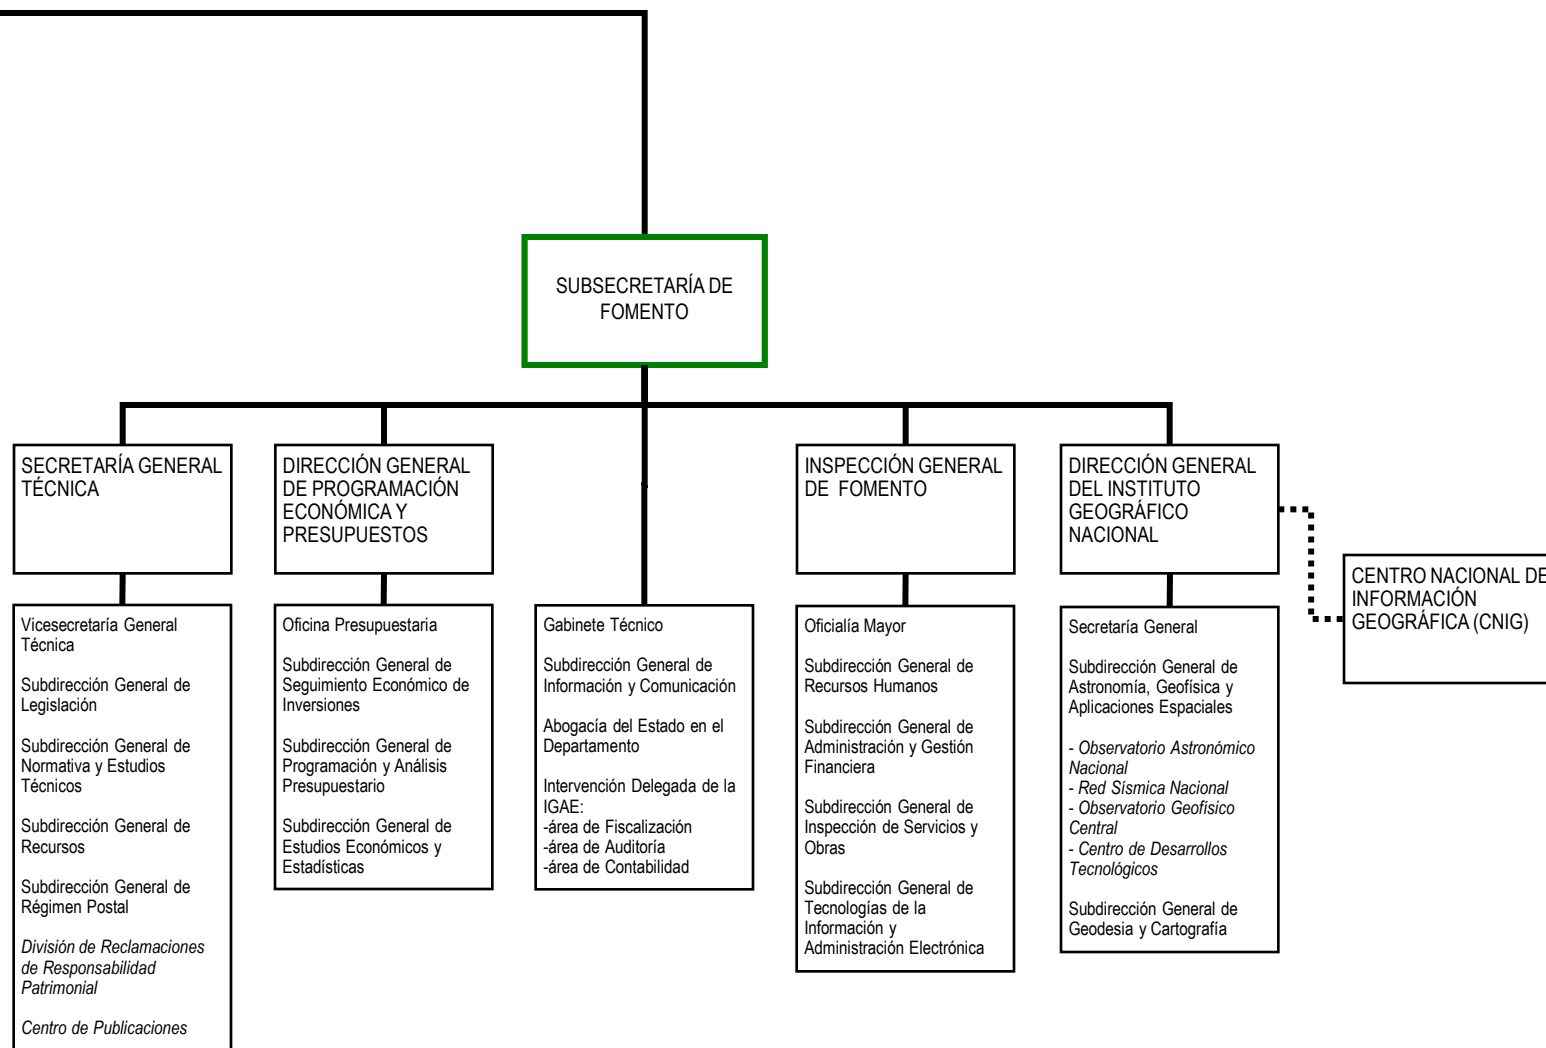 SUBSECRETARÍA DE
FOMENTO
SECRETARÍA GENERAL
TÉCNICA
DIRECCIÓN GENERAL
DE PROGRAMACIÓN
ECONÓMICA Y
PRESUPUESTOS
INSPECCIÓN GENERAL
DE FOMENTO
DIRECCIÓN GENERAL
DEL INSTITUTO
GEOGRÁFICO
NACIONAL
CENTRO NACIONAL DE
INFORMACIÓN
GEOGRÁFICA (CNIG)
Vicesecretaría General
Técnica
Subdirección General de
Legislación
Subdirección General de
Normativa y Estudios
Técnicos
Subdirección General de
Recursos
Subdirección General de
Régimen Postal
División de Reclamaciones
de Responsabilidad
Patrimonial
Centro de Publicaciones
Oficina Presupuestaria
Subdirección General de
Seguimiento Económico de
Inversiones
Subdirección General de
Programación y Análisis
Presupuestario
Subdirección General de
Estudios Económicos y
Estadísticas
Gabinete Técnico
Subdirección General de
Información y Comunicación
Abogacía del Estado en el
Departamento
Intervención Delegada de la
IGAE:
-área de Fiscalización
-área de Auditoría
-área de Contabilidad
Oficialía Mayor
Subdirección General de
Recursos Humanos
Subdirección General de
Administración y Gestión
Financiera
Subdirección General de
Inspección de Servicios y
Obras
Subdirección General de
Tecnologías de la
Información y
Administración Electrónica
Secretaría General
Subdirección General de
Astronomía, Geofísica y
Aplicaciones Espaciales
- Observatorio Astronómico
Nacional
- Red Sísmica Nacional
- Observatorio Geofísico
Central
- Centro de Desarrollos
Tecnológicos
Subdirección General de
Geodesia y Cartografía